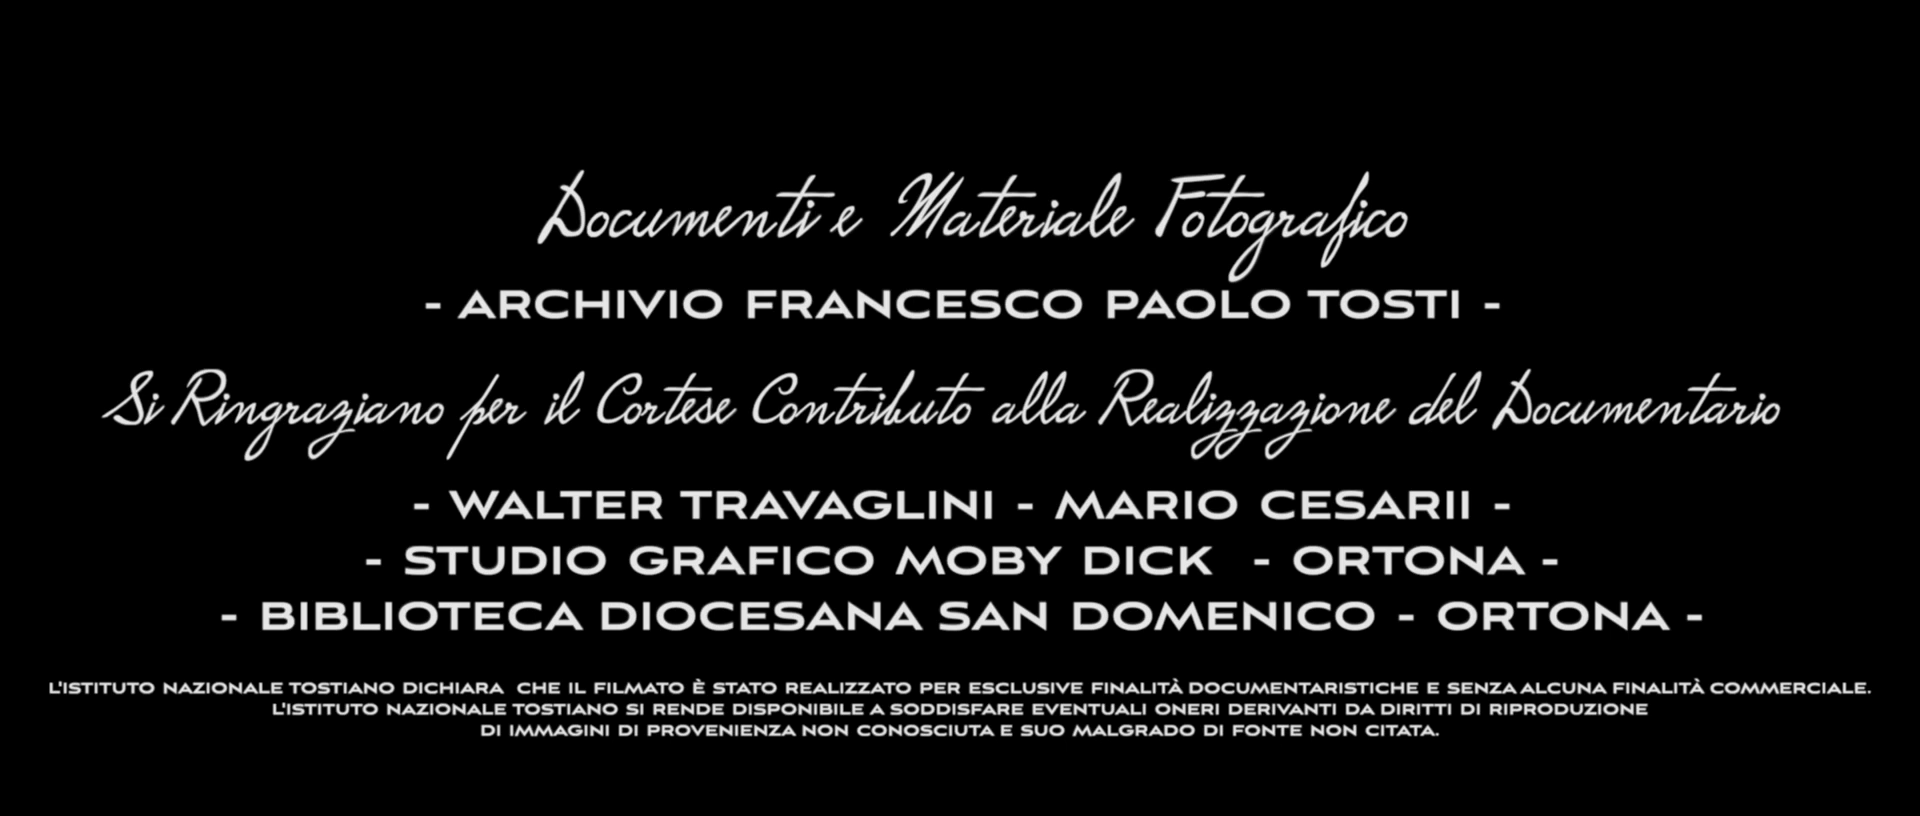 Documenti e Materiale Fotografico
- ARCHIVIO FRANCESCO PAOLO TOSTI -
Si Ringraziano per il Cortese Contributo alla Realizzazione del Documentario
- WALTER TRAVAGLINI - MARIO CESARII -
- STUDIO GRAFICO MOBY DICK - ORTONA -
- BIBLIOTECA DIOCESANA SAN DOMENICO - ORTONA -
L'ISTITUTO NAZIONALE TOSTIANO DICHIARA CHE IL FILMATO È STATO REALIZZATO PER ESCLUSIVE FINALITÀ DOCUMENTARISTICHE E SENZA ALCUNA FINALITÀ COMMERCIALE.
L'ISTITUTO NAZIONALE TOSTIANO SI RENDE DISPONIBILE A SODDISFARE EVENTUALI ONERI DERIVANTI DA DIRITTI DI RIPRODUZIONE
DI IMMAGINI DI PROVENIENZA NON CONOSCIUTA E SUO MALGRADO DI FONTE NON CITATA.